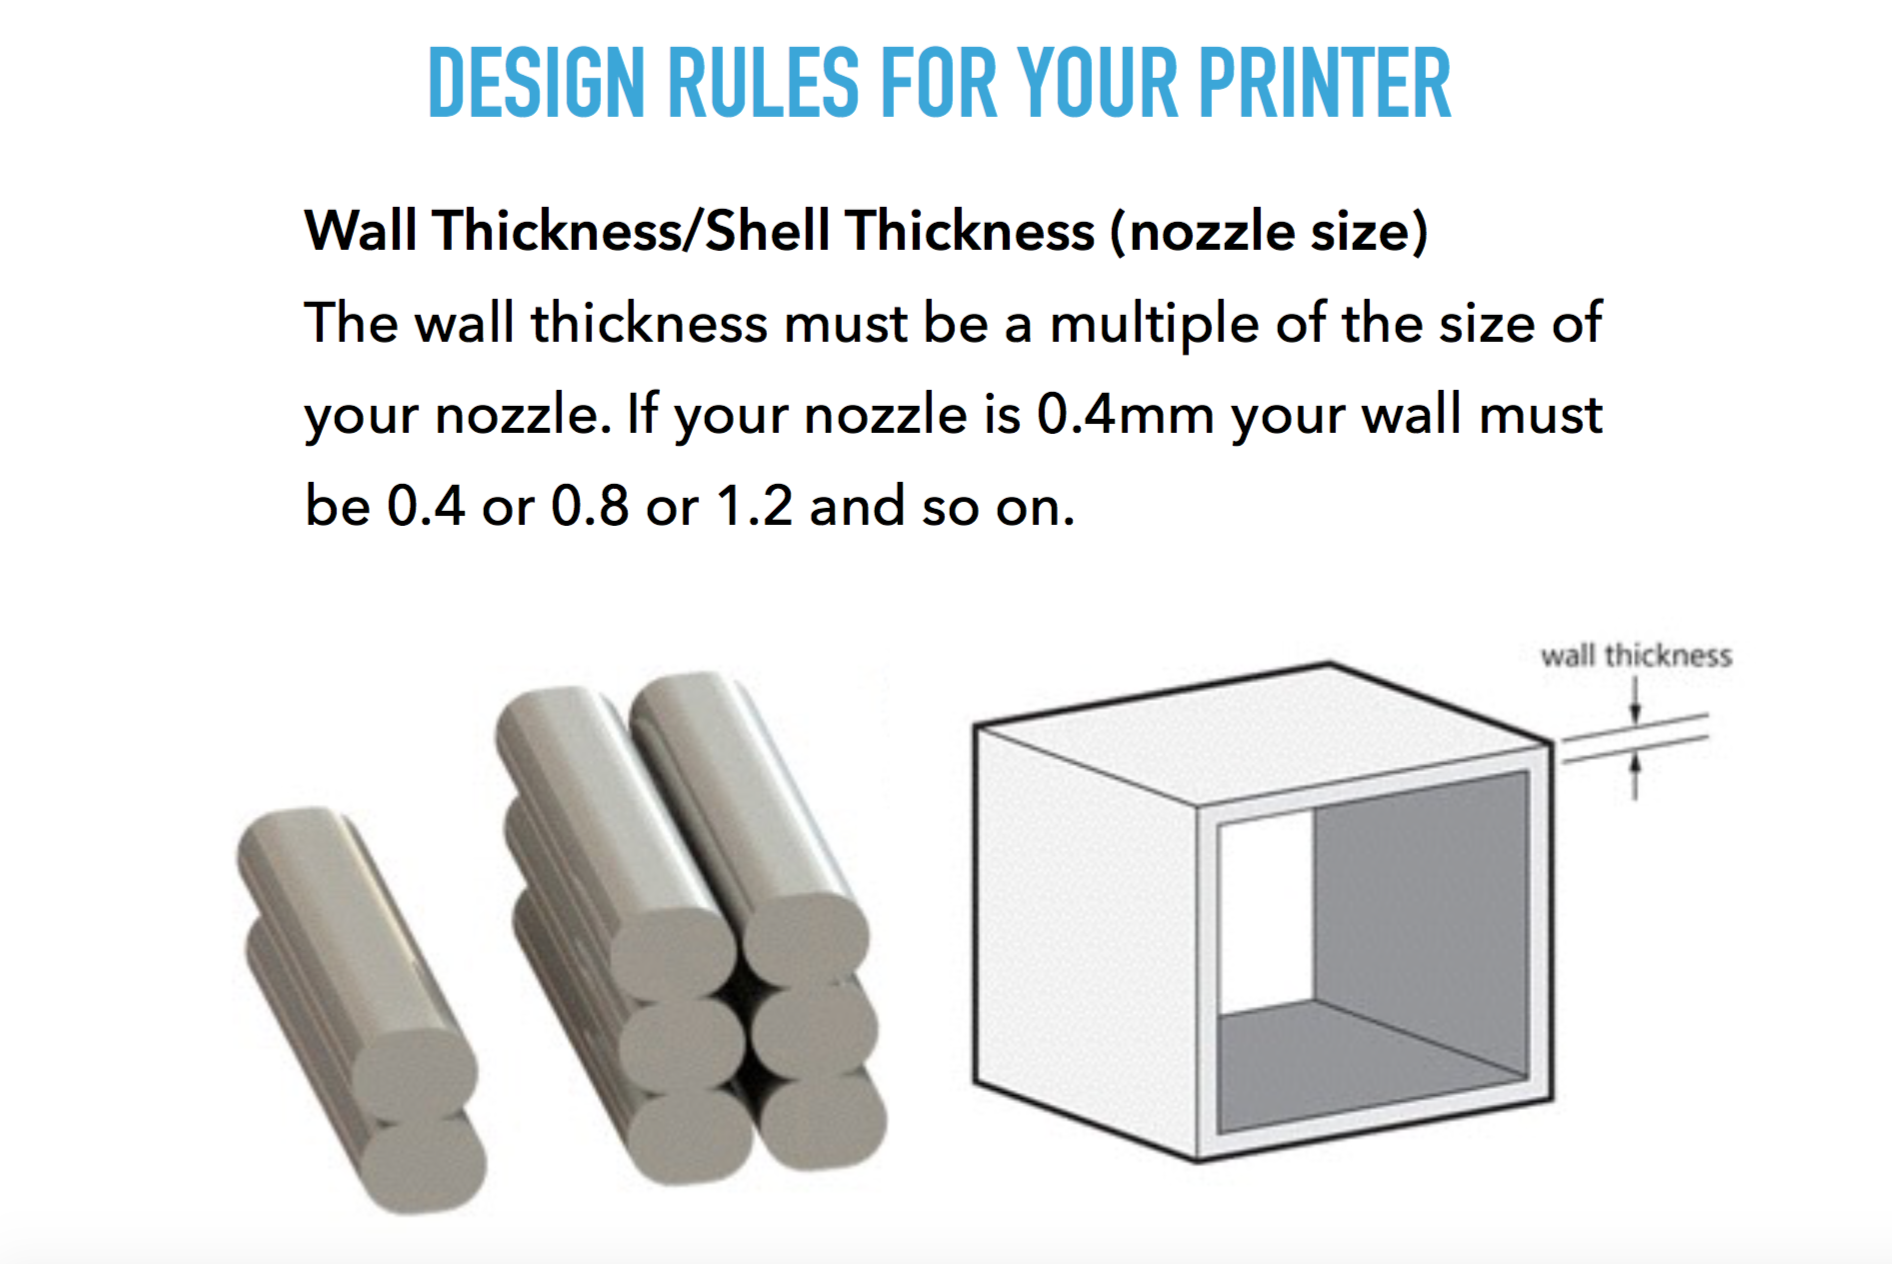 DESIGN RULES FOR YOUR PRINTER
Wall Thickness/Shell Thickness (nozzle size)
The wall thickness must be a multiple of the size of
your nozzle. If your nozzle is 0.4mm your wall must
be 0.4 or 0.8 or 1.2 and so on.
wall thickness